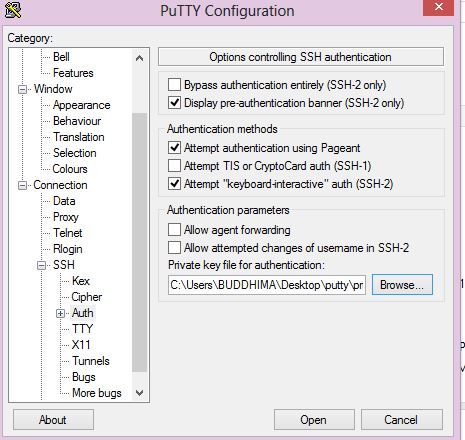 PuTTY Configuration
Category:
Bell
Features
Window
Appearance
Behaviour
Translation
Selection
Colours
Connection
Data
Proxy
Telnet
Rlogin
SSH
Kex
Cipher
Auth
TTY
X11
Tunnels
Bugs
More bugs
Options controlling SSH authentication
Bypass authentication entirely (SSH-2 only)
Display pre-authentication banner (SSH-2 only)
Authentication methods
Attempt authentication using Pageant
Attempt TIS or CryptoCard auth (SSH-1)
Attempt "keyboard-interactive" auth (SSH-2)
Authentication parameters
Allow agent forwarding
Allow attempted changes of username in SSH-2
Private key file for authentication:
C:\Users\BUDDHIMA\Desktop\putty\pr
Browse...
About
Open
Cancel